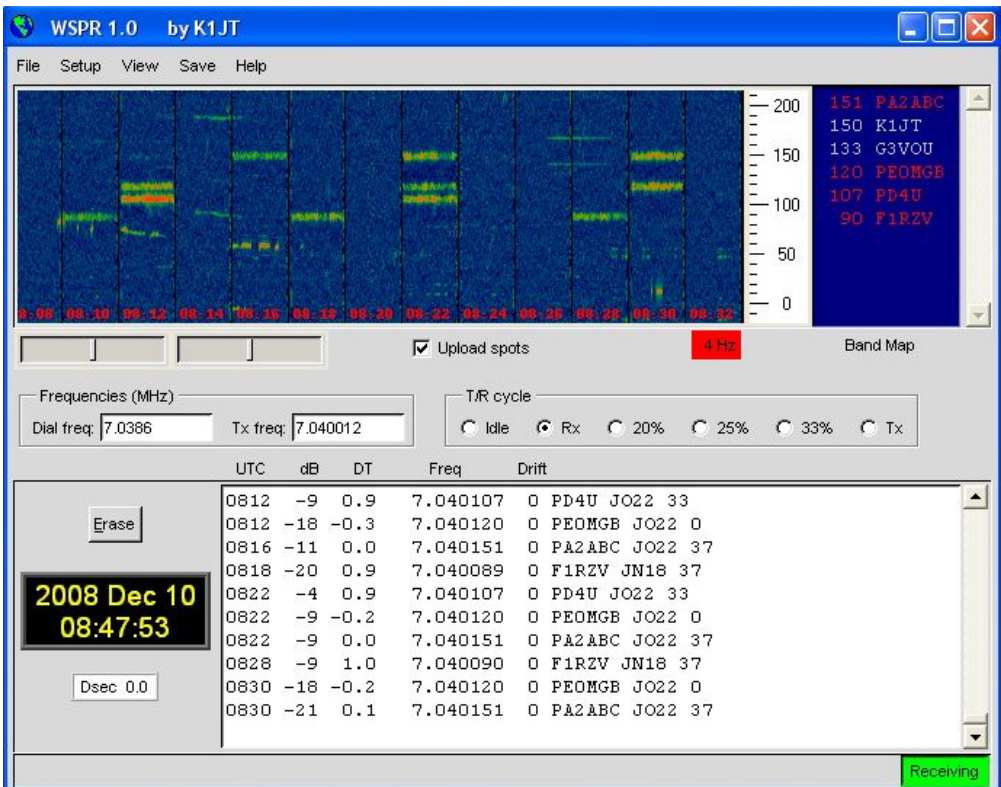 WSPR 1.0 by K1JT
File Setup View Save Help
200
150
100
50
0
151 PA2ABC
150 K1JT
133 G3VOU
120 PE0MGB
107 PD4U
90 F1RZV
8:08 08:10 08:12 08:14 08:16 08:18 08:20 08:22 08:24 08:26 08:28 08:30 08:32
Upload spots
4 Hz
Band Map
Frequencies (MHz)
Dial freq: 7.0386 Tx freq: 7.040012
T/R cycle
Idle Rx 20% 25% 33% Tx
UTC dB DT Freq Drift
0812 -9 0.9 7.040107 0 PD4U JO22 33
0812 -18 -0.3 7.040120 0 PE0MGB JO22 0
0816 -11 0.0 7.040151 0 PA2ABC JO22 37
0818 -20 0.9 7.040089 0 F1RZV JN18 37
0822 -4 0.9 7.040107 0 PD4U JO22 33
0822 -9 -0.2 7.040120 0 PE0MGB JO22 0
0822 -9 0.0 7.040151 0 PA2ABC JO22 37
0828 -9 1.0 7.040090 0 F1RZV JN18 37
0830 -18 -0.2 7.040120 0 PE0MGB JO22 0
0830 -21 0.1 7.040151 0 PA2ABC JO22 37
Erase
2008 Dec 10
08:47:53
Dsec 0.0
Receiving